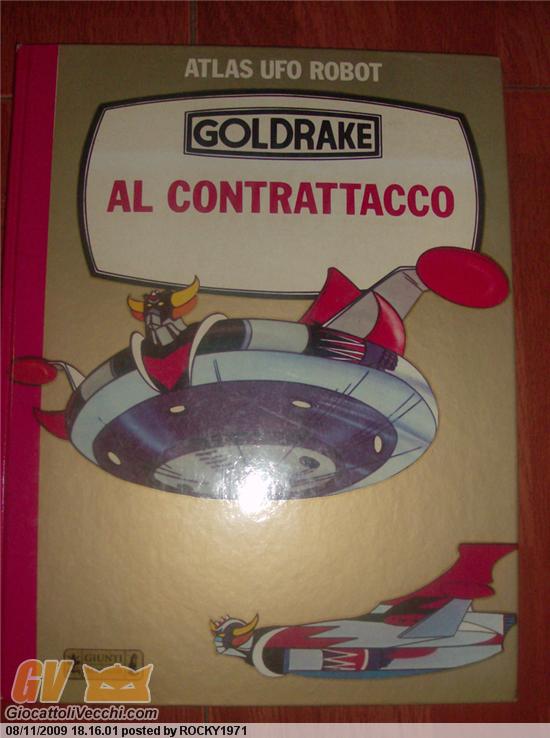 ATLAS UFO ROBOT
GOLDRAKE
AL CONTRATTACCO
GIUNTI
GV
GiocattoliVecchi.com
08/11/2009 18.16.01 posted by ROCKY1971